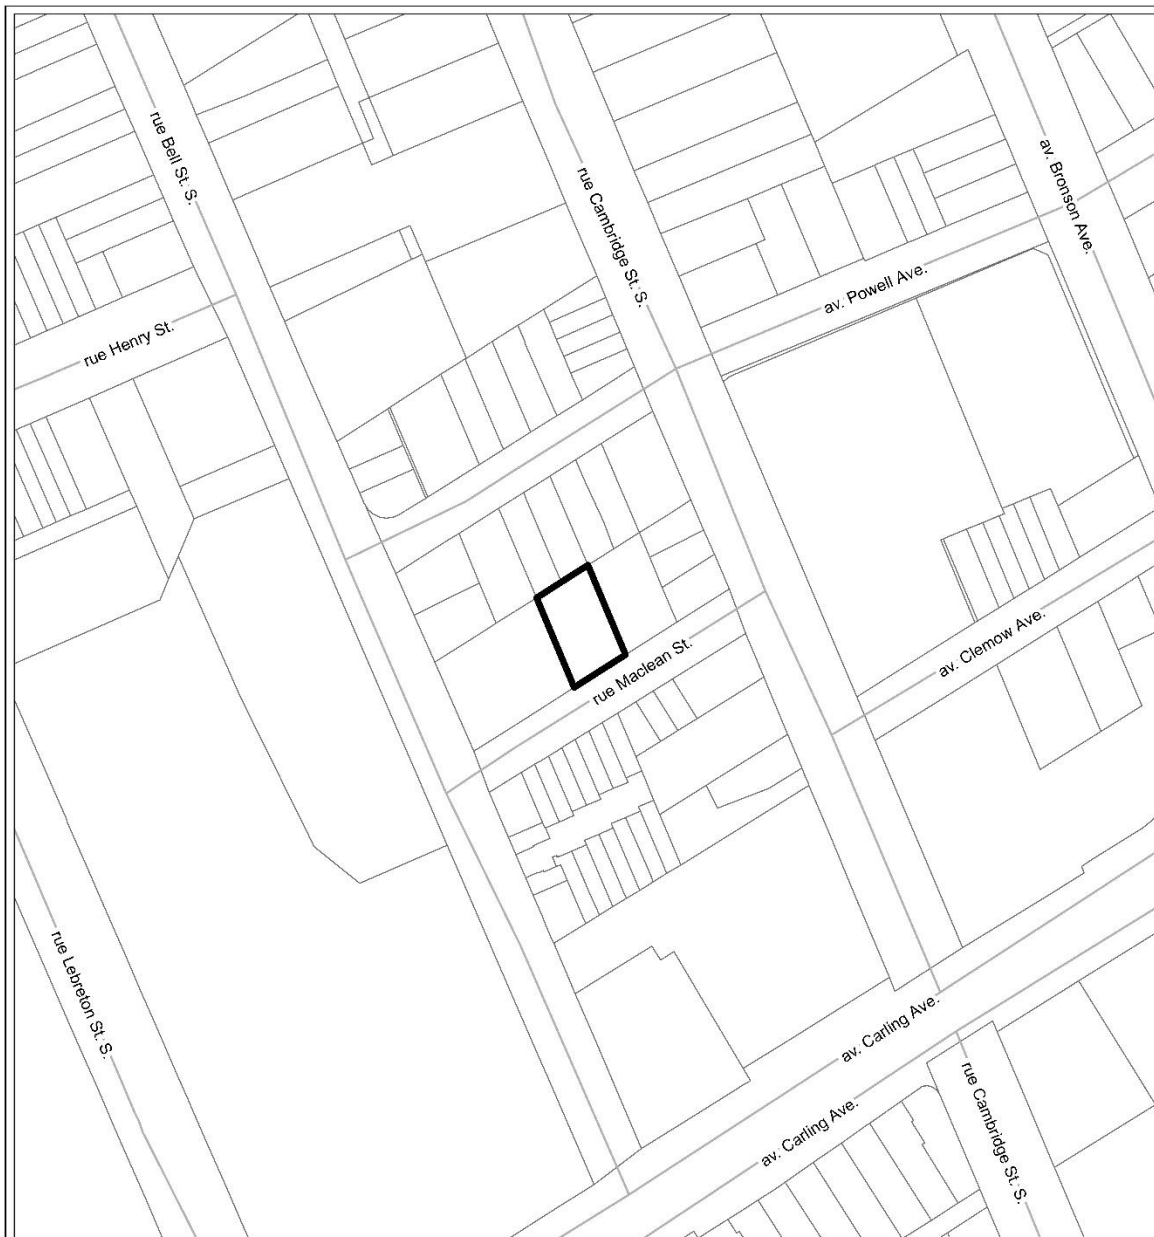 rue Bell St. S.
rue Cambridge St. S.
av. Bronson Ave.
av. Powell Ave.
rue Henry St.
rue Maclean St.
av. Clemow Ave.
rue Lebreton St. S.
av. Carling Ave.
av. Carling Ave.
rue Cambridge St. S.